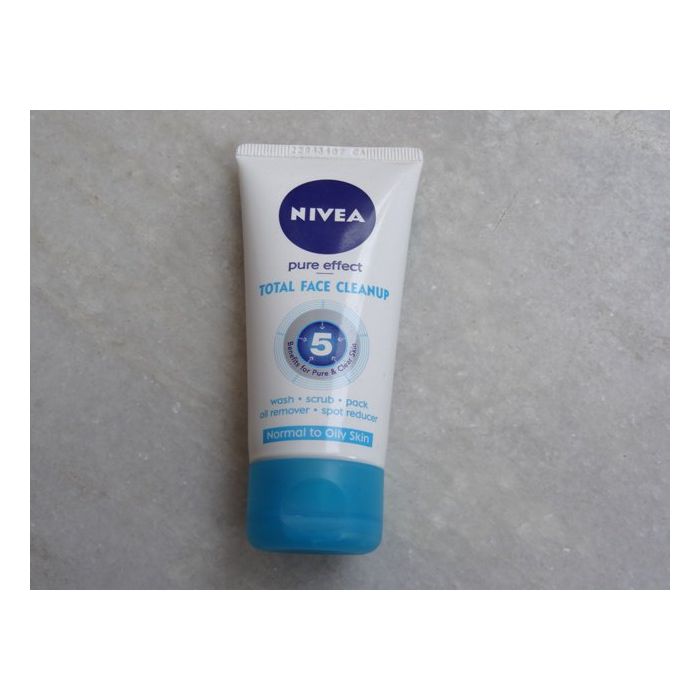 NIVEA
pure effect
TOTAL FACE CLEANUP
5
Benefits for Pure & Clear Skin
wash • scrub • pack
oil remover • spot reducer
Normal to Oily Skin